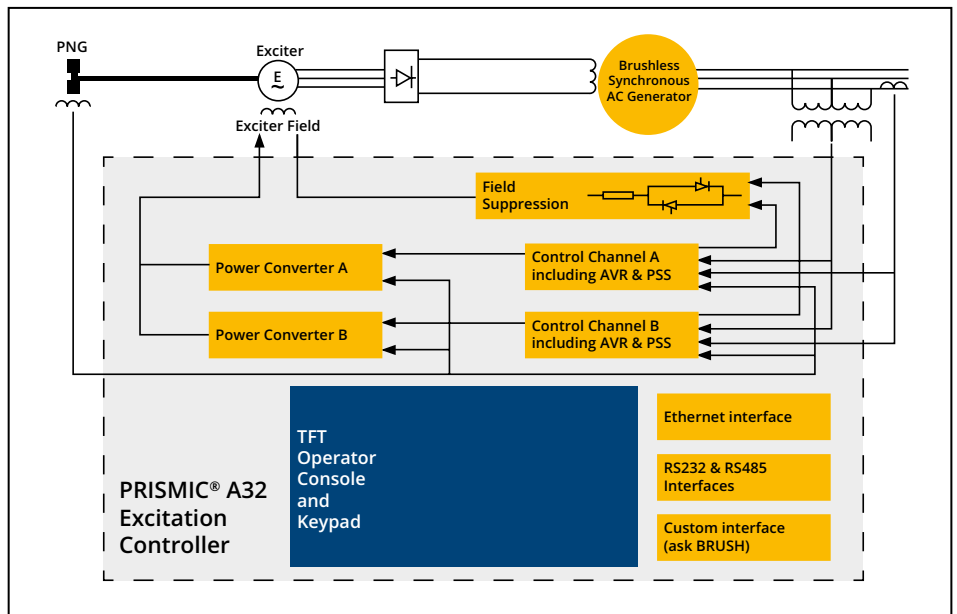 PNG
Exciter
E
~
Exciter Field
Brushless
Synchronous
AC Generator
Field
Suppression
Power Converter A
Control Channel A
including AVR & PSS
Power Converter B
Control Channel B
including AVR & PSS
TFT
Operator
Console
and
Keypad
Ethernet interface
RS232 & RS485
Interfaces
Custom interface
(ask BRUSH)
PRISMIC® A32
Excitation
Controller